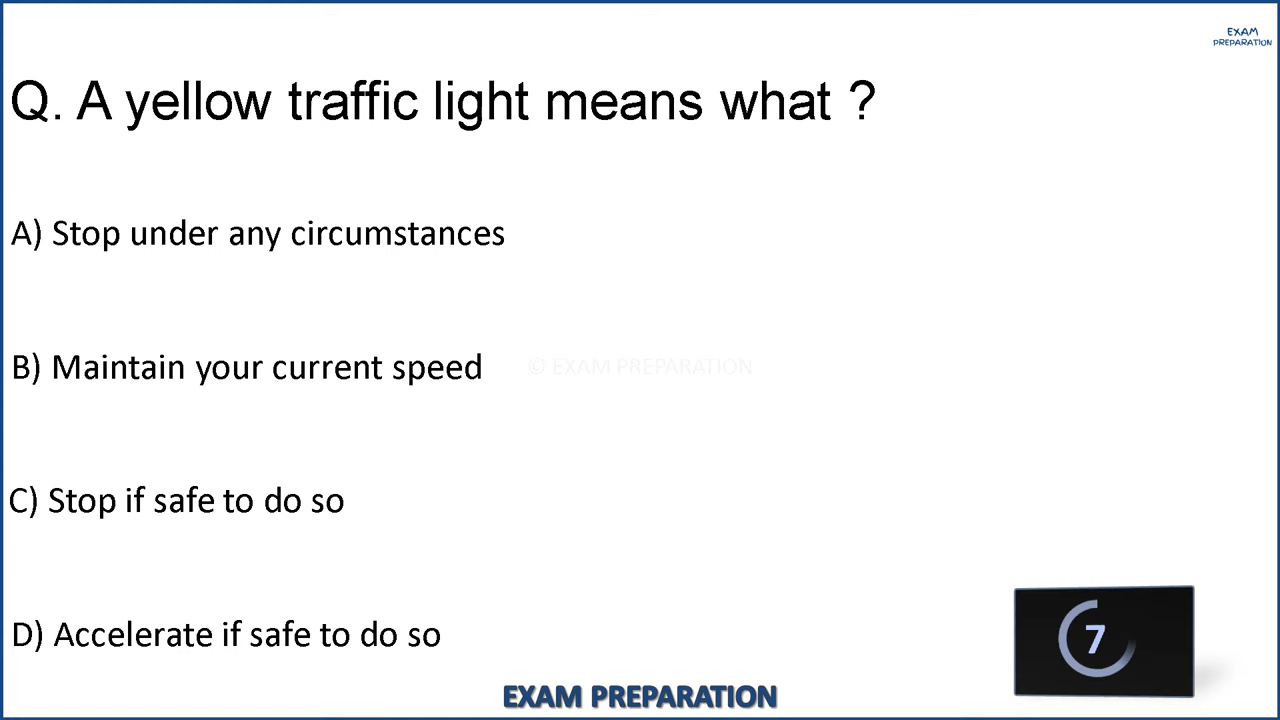 EXAM
PREPARATION
Q. A yellow traffic light means what ?
A) Stop under any circumstances
B) Maintain your current speed
© EXAM PREPARATION
C) Stop if safe to do so
D) Accelerate if safe to do so
7
EXAM PREPARATION